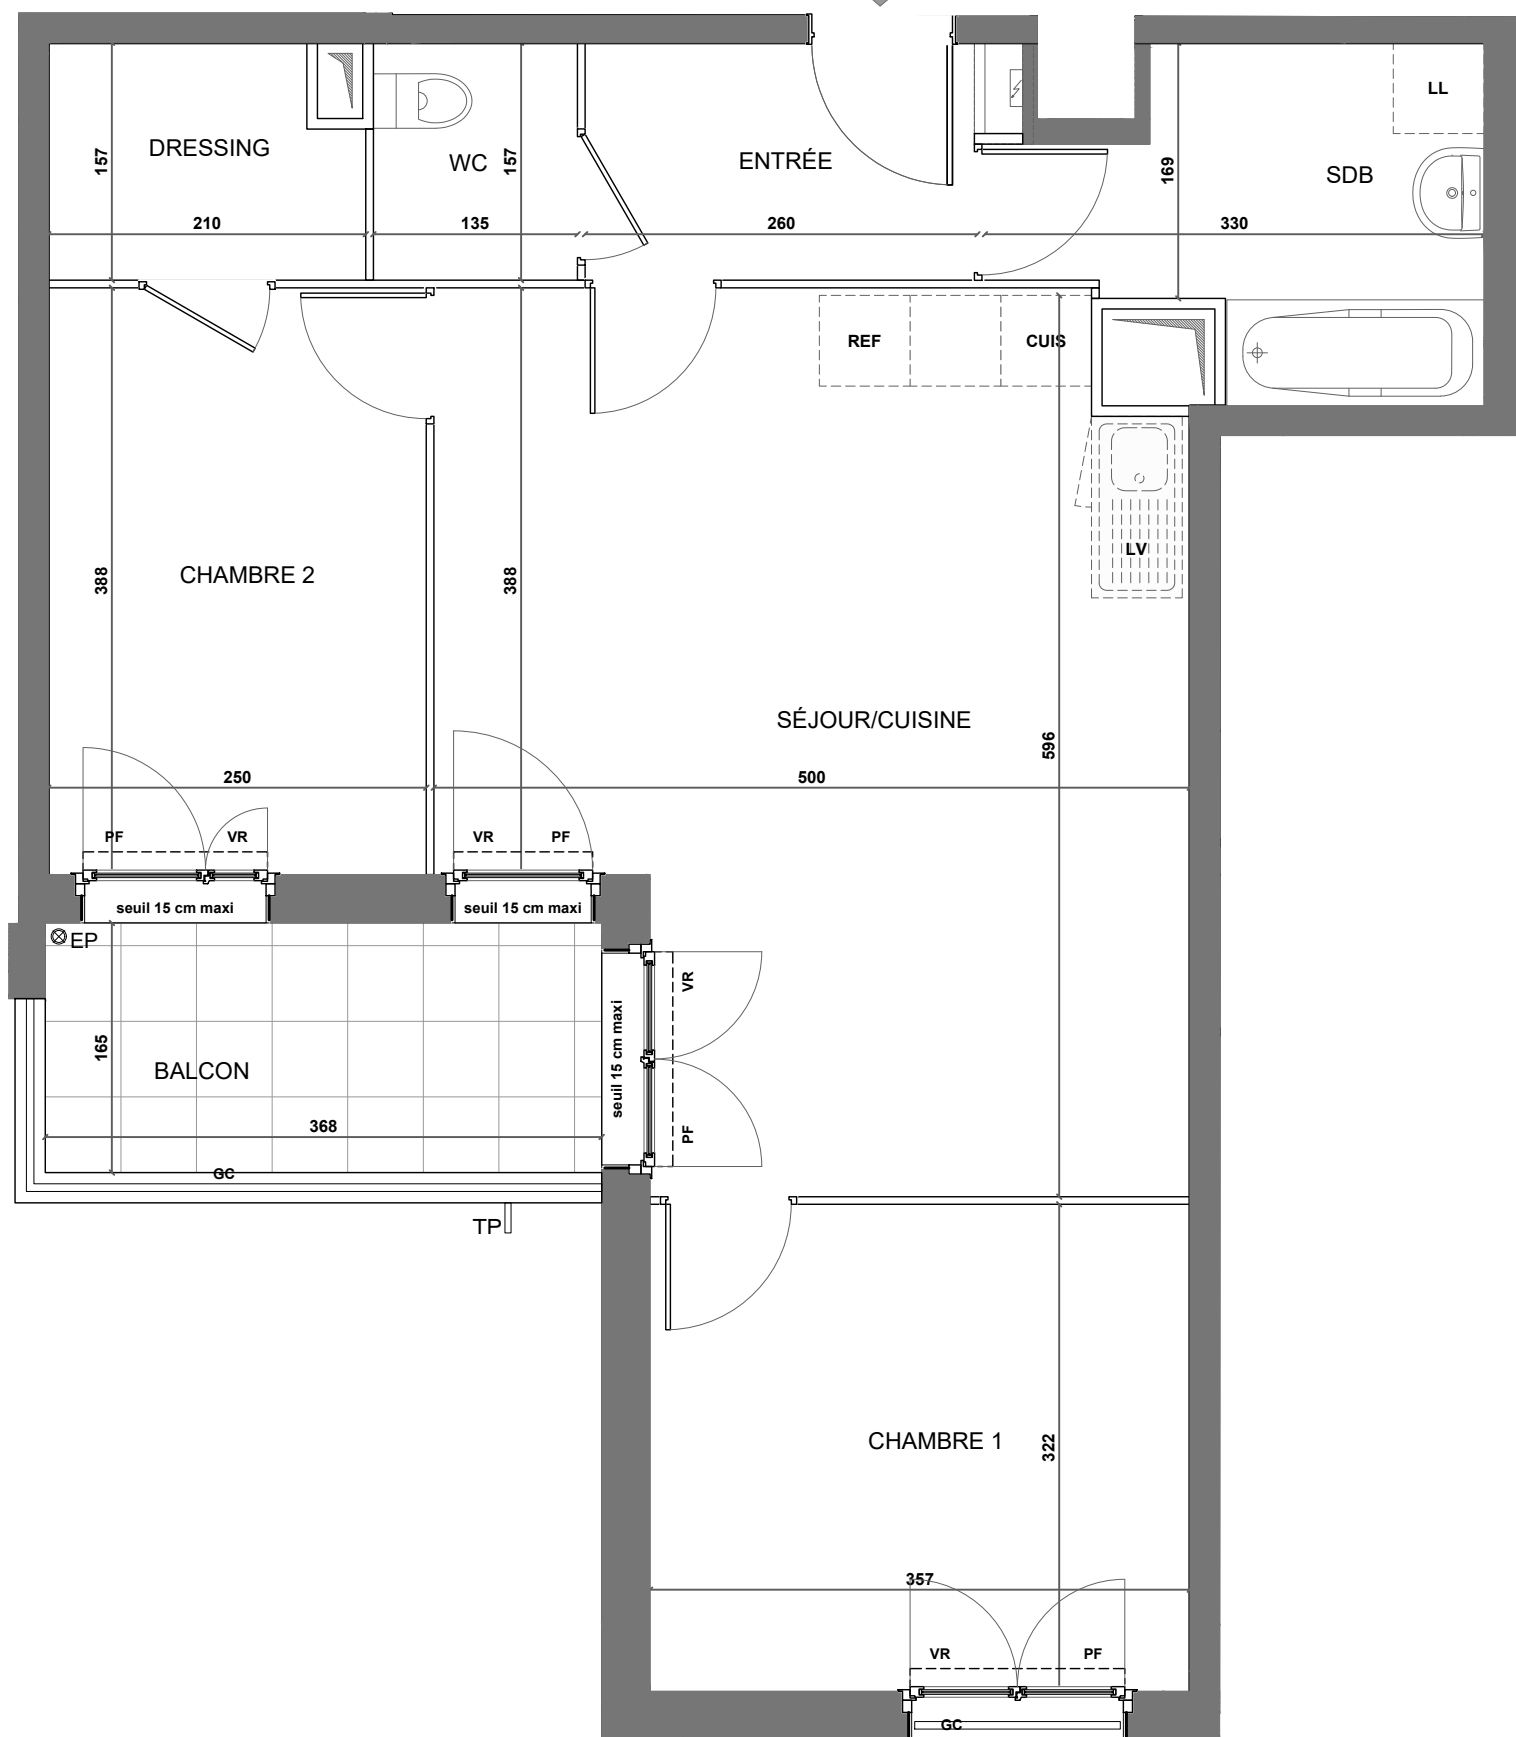 LL
DRESSING
WC
ENTRÉE
SDB
157
157
169
210
135
260
330
REF
CUIS
LV
388
CHAMBRE 2
388
SÉJOUR/CUISINE
596
250
500
PF
VR
VR
PF
seuil 15 cm maxi
seuil 15 cm maxi
EP
VR
seuil 15 cm maxi
165
BALCON
368
PF
GC
TP
CHAMBRE 1
322
357
VR
PF
GC